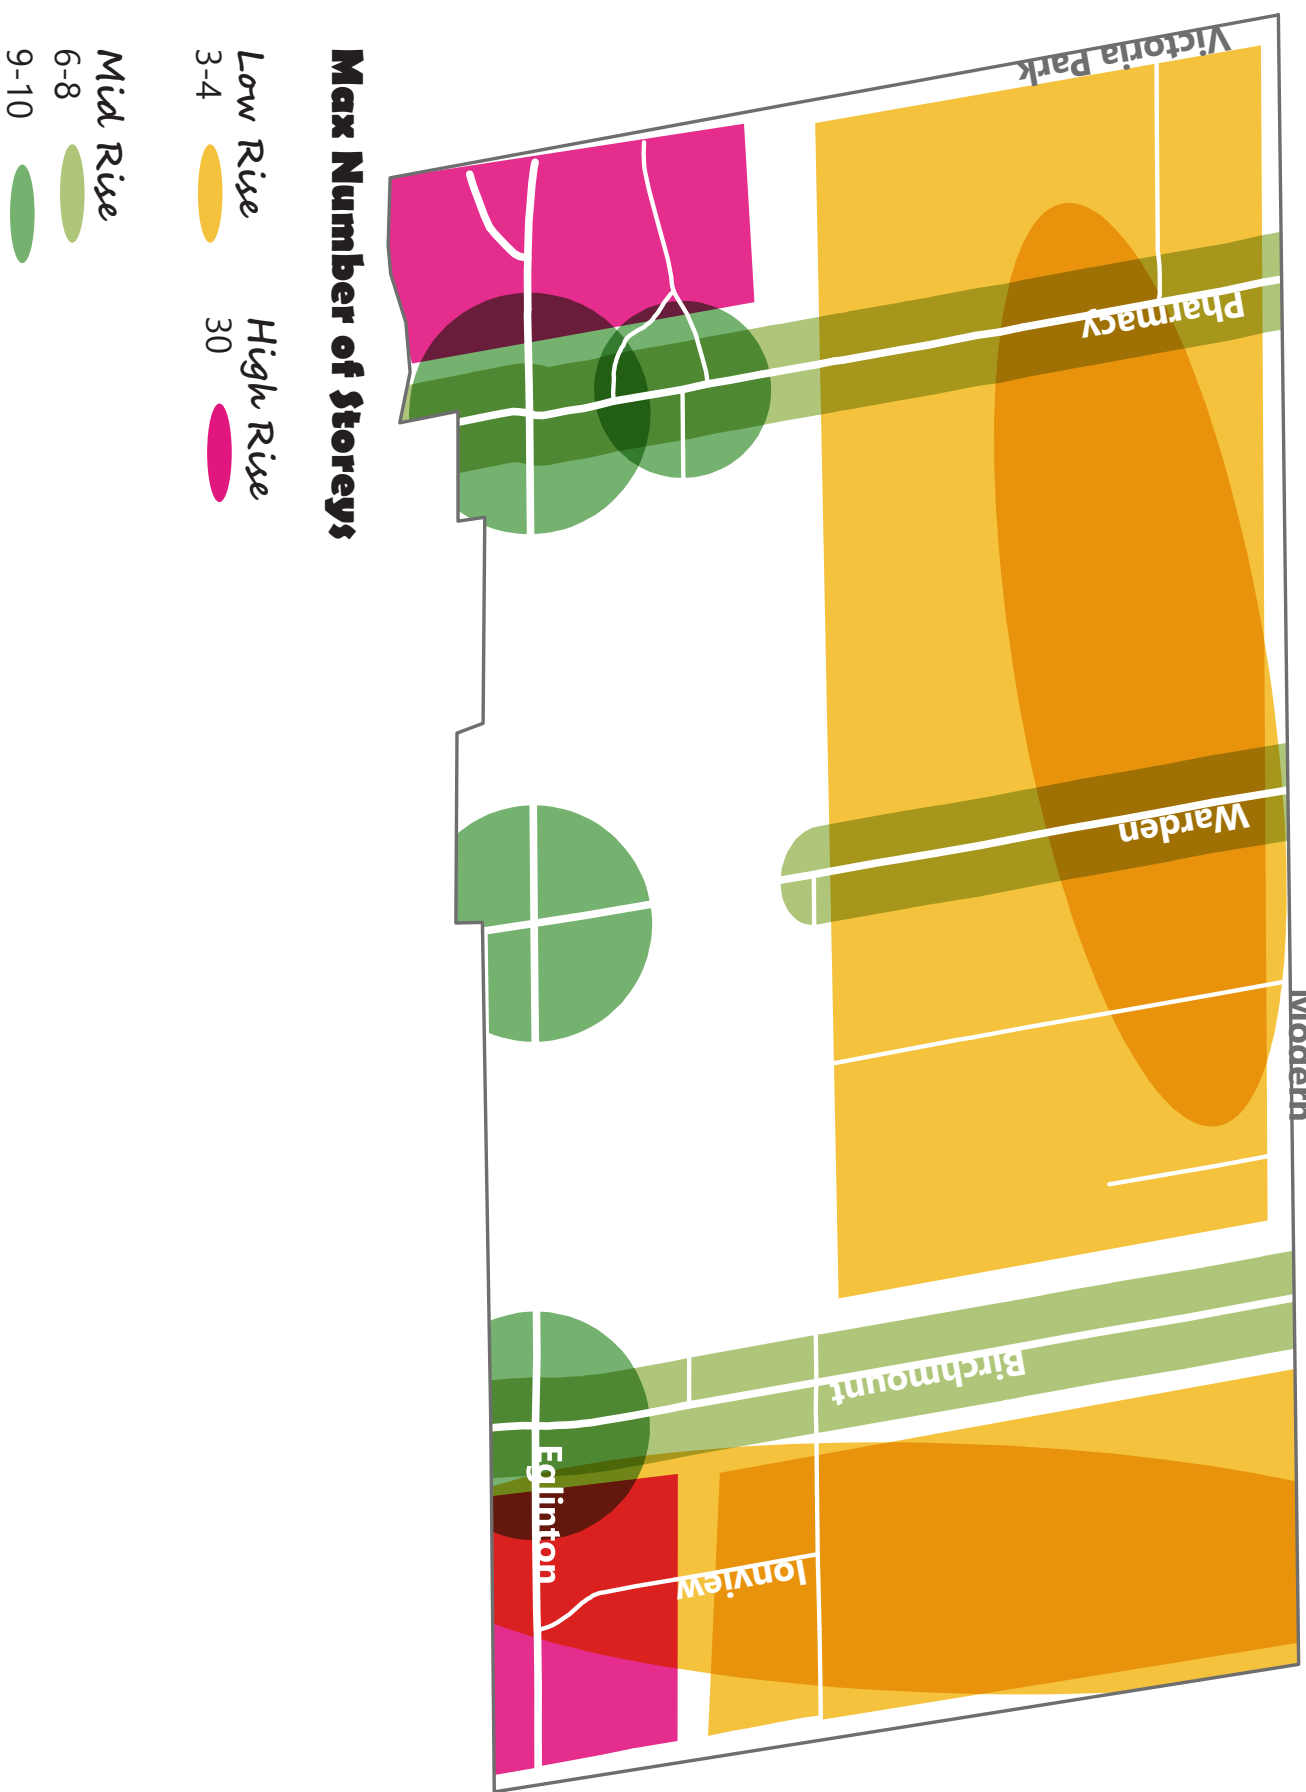 Max Number of Storeys
Low Rise
3-4
High Rise
30
Mid Rise
6-8
9-10
Victoria Park
Pharmacy
Warden
Modern
Birchmount
Eglinton
Ionview